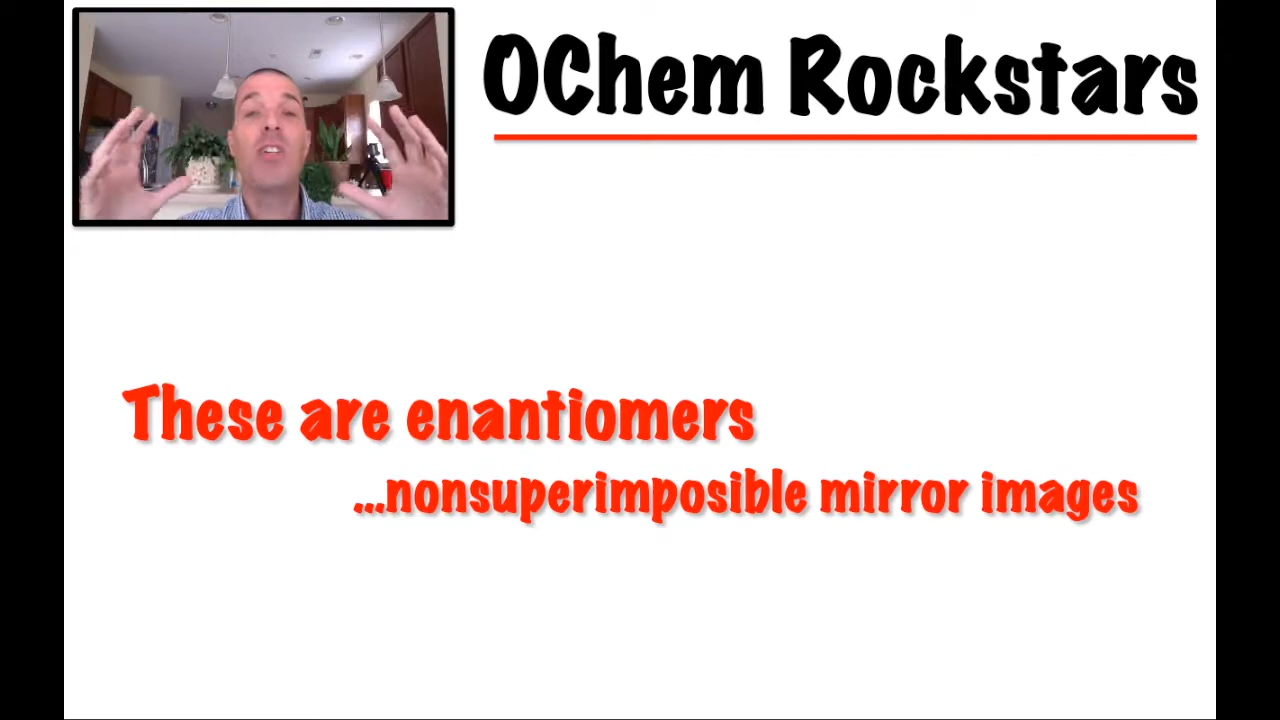 OChem Rockstars
These are enantiomers
...nonsuperimposible mirror images